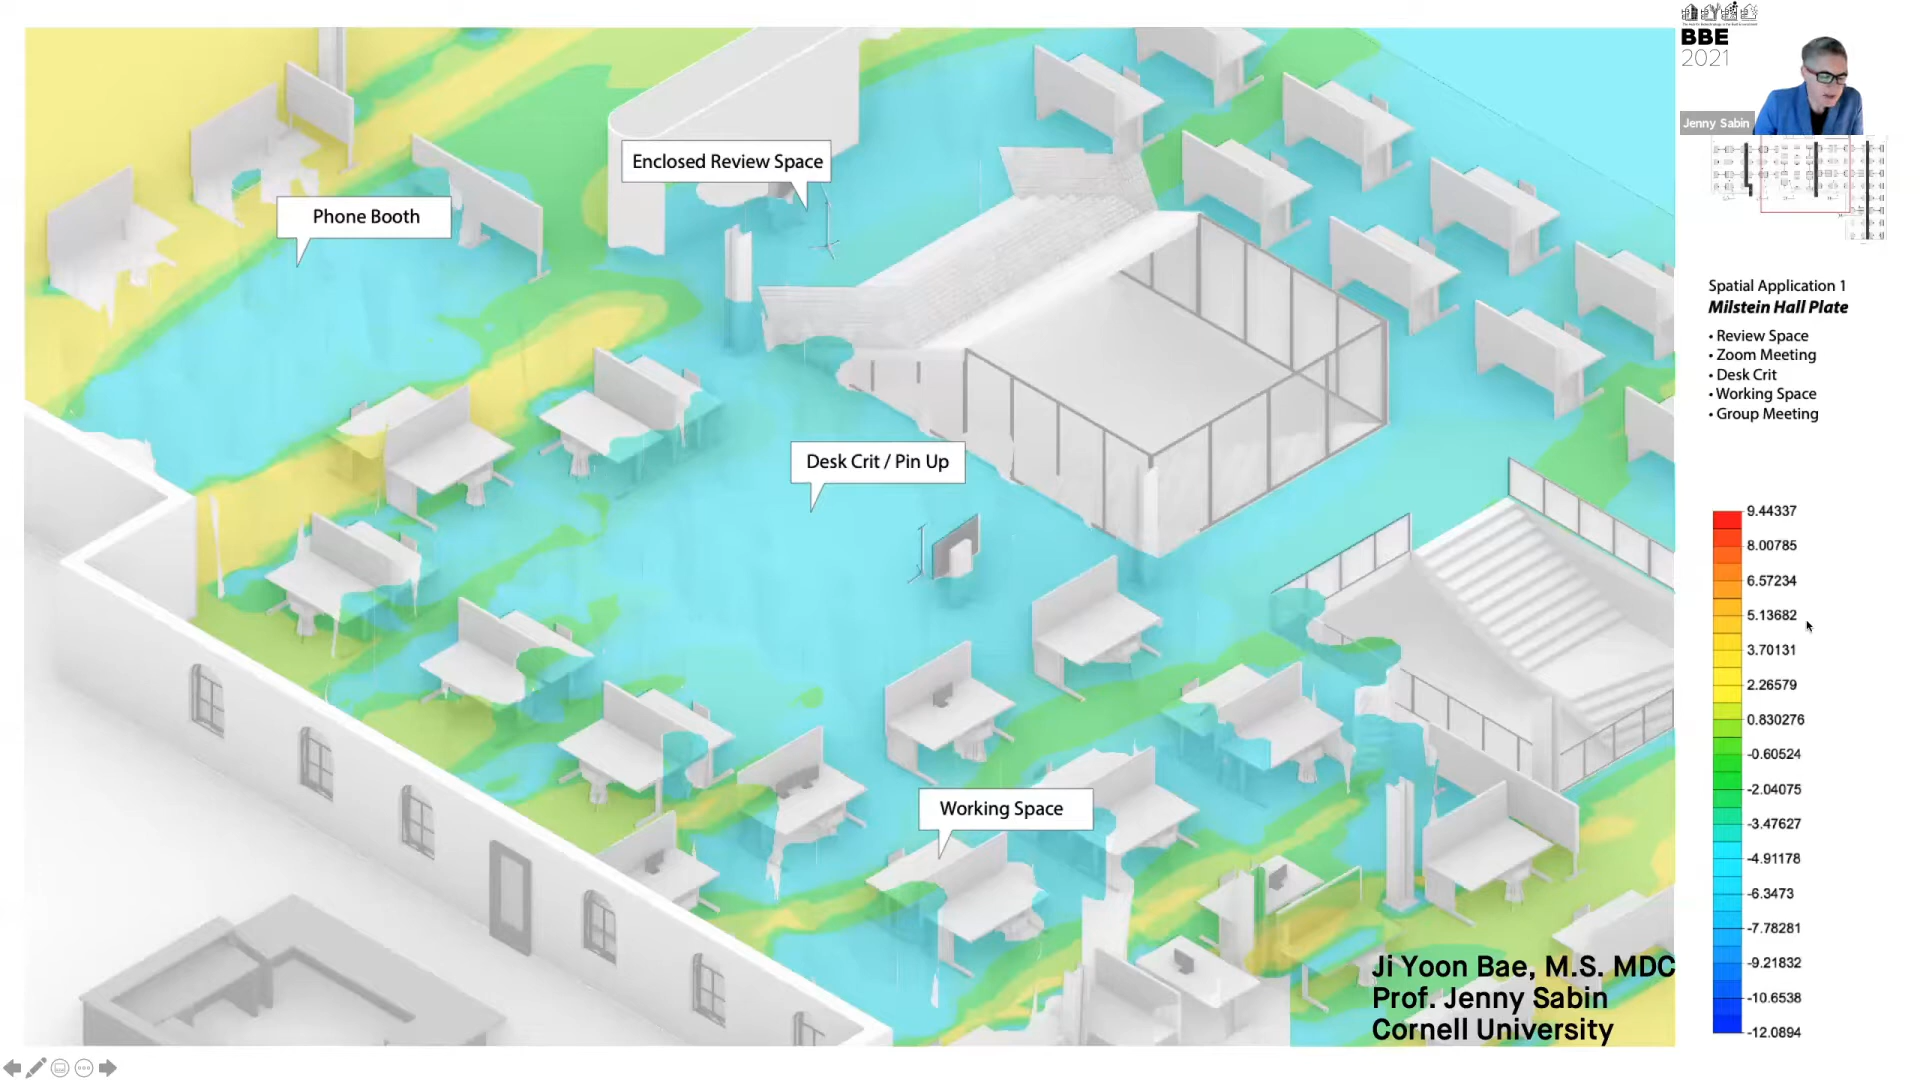 BBE
2021
Jenny Sabin
Enclosed Review Space
Phone Booth
Desk Crit / Pin Up
Working Space
Spatial Application 1
Milstein Hall Plate
• Review Space
• Zoom Meeting
• Desk Crit
• Working Space
• Group Meeting
9.44337
8.00785
6.57234
5.13682
3.70131
2.26579
0.830276
-0.60524
-2.04075
-3.47627
-4.91178
-6.3473
-7.78281
-9.21832
-10.6538
-12.0894
Ji Yoon Bae, M.S. MDC
Prof. Jenny Sabin
Cornell University